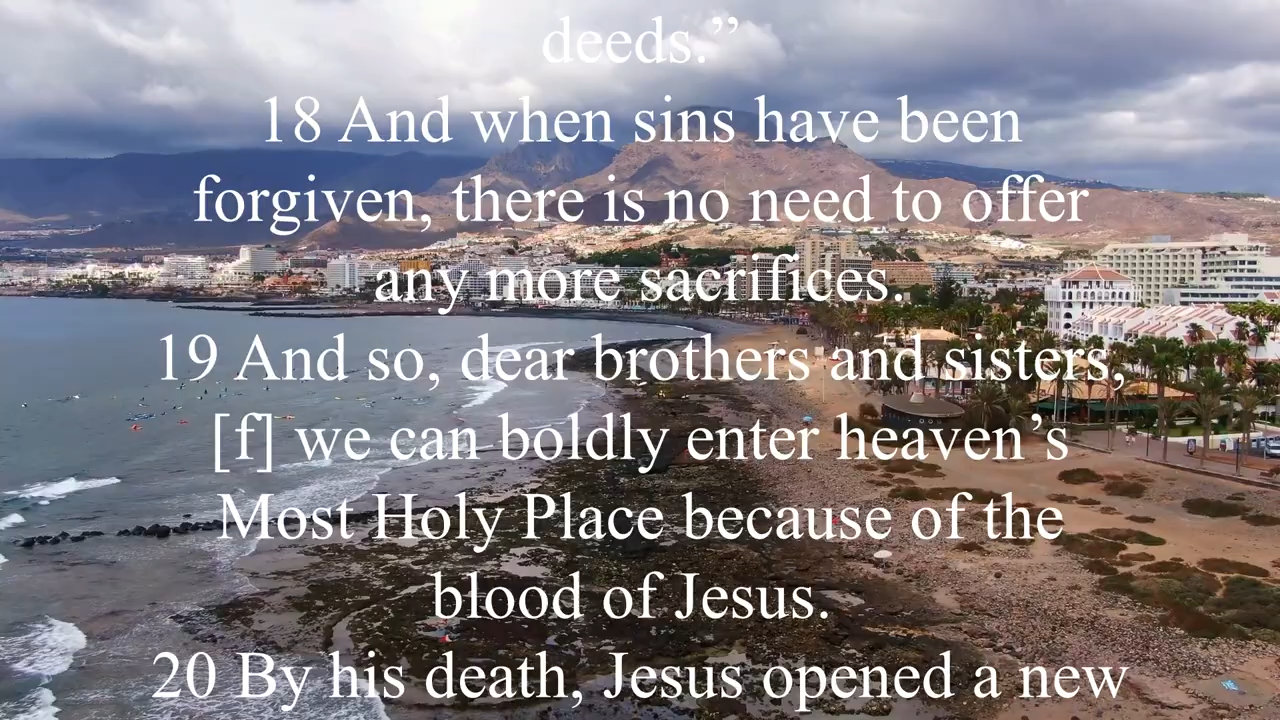 deeds.”
18 And when sins have been
forgiven, there is no need to offer
any more sacrifices.
19 And so, dear brothers and sisters,
[f] we can boldly enter heaven’s
Most Holy Place because of the
blood of Jesus.
20 By his death, Jesus opened a new